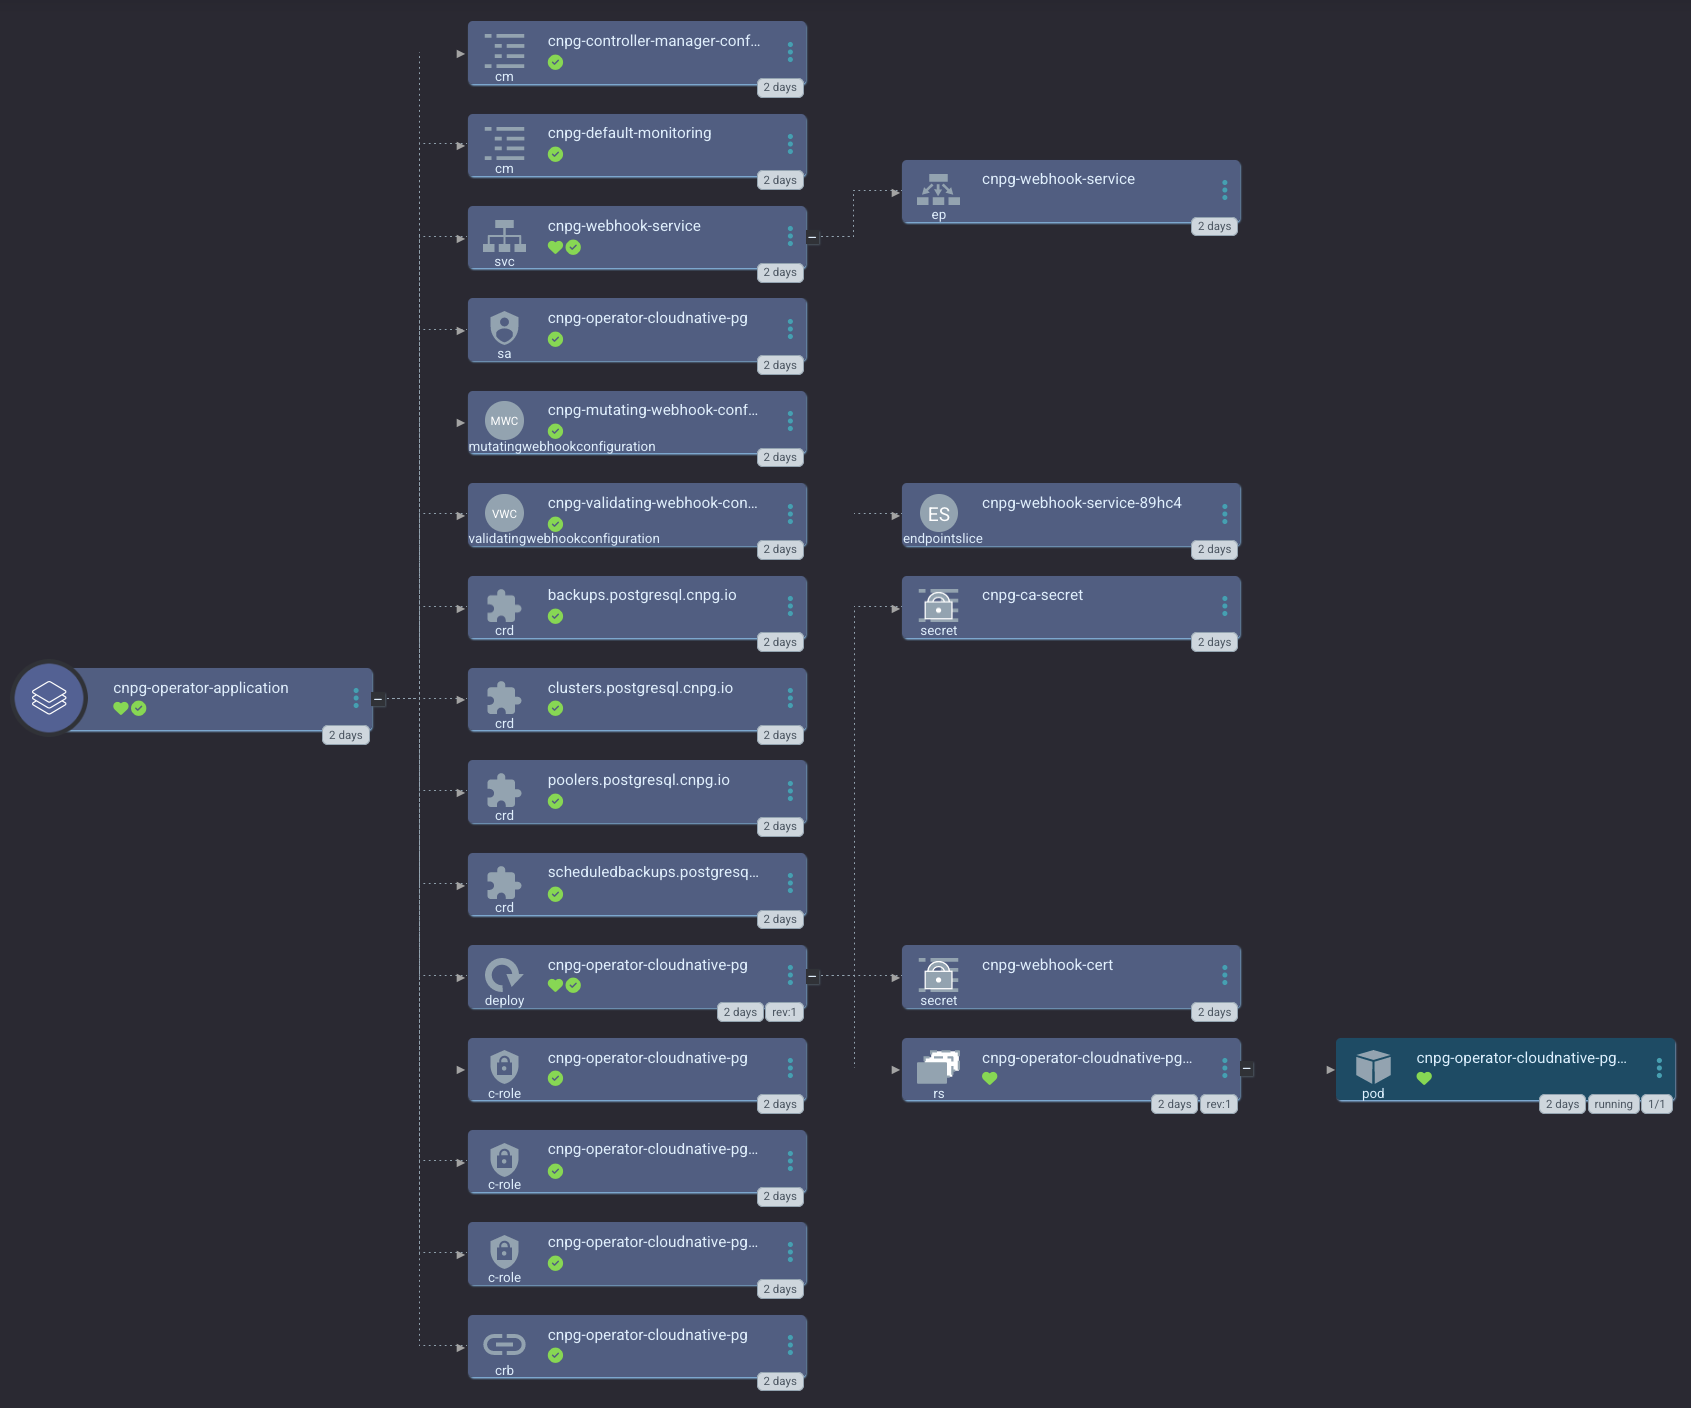 cnpg-controller-manager-conf...
cm
2 days
cnpg-default-monitoring
cm
2 days
cnpg-webhook-service
ep
2 days
cnpg-webhook-service
svc
2 days
cnpg-operator-cloudnative-pg
sa
2 days
cnpg-mutating-webhook-conf...
MWC
mutatingwebhookconfiguration
2 days
cnpg-validating-webhook-con...
VWC
validatingwebhookconfiguration
2 days
cnpg-webhook-service-89hc4
ES
endpointslice
2 days
backups.postgresql.cnpg.io
crd
2 days
cnpg-ca-secret
secret
2 days
cnpg-operator-application
2 days
clusters.postgresql.cnpg.io
crd
2 days
poolers.postgresql.cnpg.io
crd
2 days
scheduledbackups.postgresq...
crd
2 days
cnpg-operator-cloudnative-pg
deploy
2 days rev:1
cnpg-webhook-cert
secret
2 days
cnpg-operator-cloudnative-pg
c-role
2 days
cnpg-operator-cloudnative-pg...
rs
2 days rev:1
cnpg-operator-cloudnative-pg...
pod
2 days running 1/1
cnpg-operator-cloudnative-pg...
c-role
2 days
cnpg-operator-cloudnative-pg...
c-role
2 days
cnpg-operator-cloudnative-pg
crb
2 days